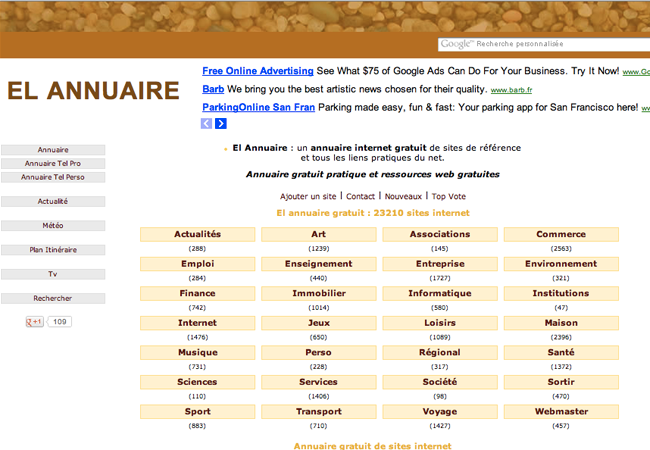 Google™ Recherche personnalisée
EL ANNUAIRE
Free Online Advertising See What $75 of Google Ads Can Do For Your Business. Try It Now! www.Go
Barb We bring you the best artistic news chosen for their quality. www.barb.fr
ParkingOnline San Fran Parking made easy, fun & fast: Your parking app for San Francisco here! ww
Annuaire
Annuaire Tel Pro
Annuaire Tel Perso
Actualité
Météo
Plan Itinéraire
Tv
Rechercher
+1 109
El Annuaire : un annuaire internet gratuit de sites de référence
et tous les liens pratiques du net.
Annuaire gratuit pratique et ressources web gratuites
Ajouter un site | Contact | Nouveaux | Top Vote
El annuaire gratuit : 23210 sites internet
Actualités Art Associations Commerce
(288) (1239) (145) (2563)
Emploi Enseignement Entreprise Environnement
(284) (440) (1727) (321)
Finance Immobilier Informatique Institutions
(742) (1014) (580) (47)
Internet Jeux Loisirs Maison
(1476) (650) (1089) (2396)
Musique Perso Régional Santé
(731) (228) (317) (1372)
Sciences Services Société Sortir
(110) (1406) (98) (470)
Sport Transport Voyage Webmaster
(883) (710) (1427) (457)
Annuaire gratuit de sites internet